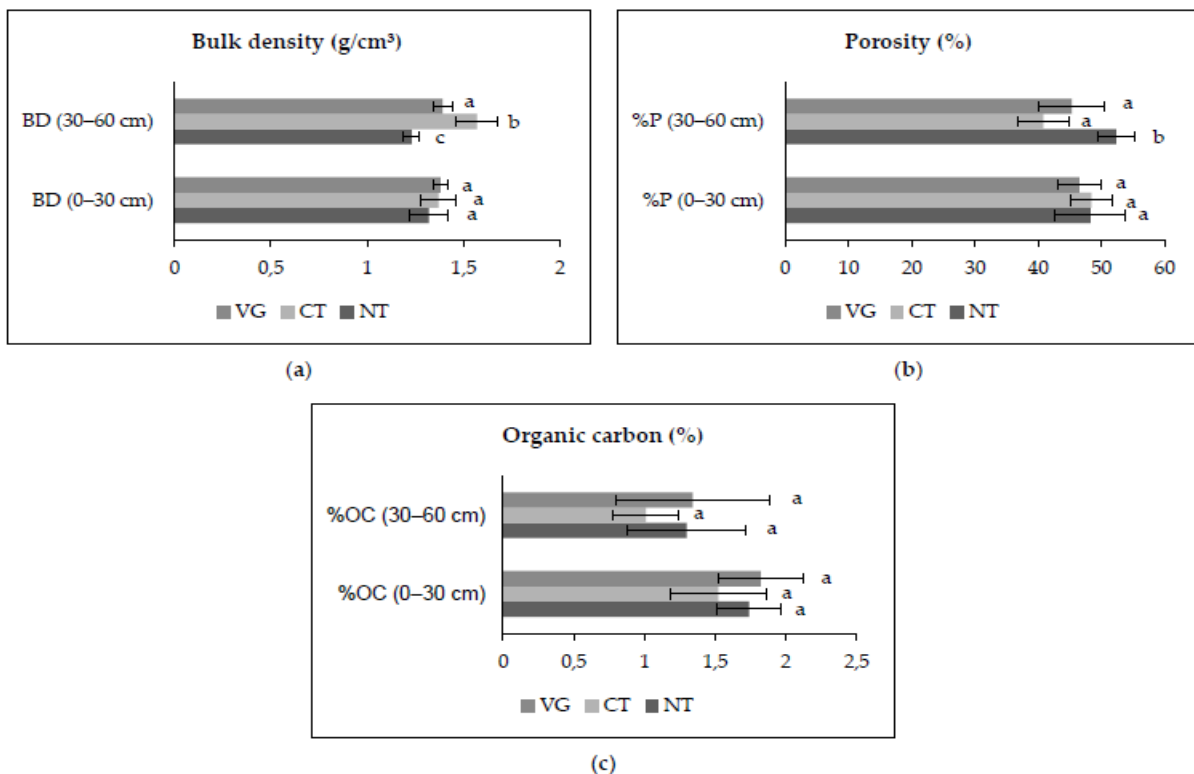 Bulk density (g/cm³)
BD (30–60 cm)
a
b
c
BD (0–30 cm)
a
a
a
0 0,5 1 1,5 2
VG CT NT
(a)
Porosity (%)
%P (30–60 cm)
a
a
b
%P (0–30 cm)
a
a
a
0 10 20 30 40 50 60
VG CT NT
(b)
Organic carbon (%)
%OC (30–60 cm)
a
a
a
%OC (0–30 cm)
a
a
a
0 0,5 1 1,5 2 2,5
VG CT NT
(c)